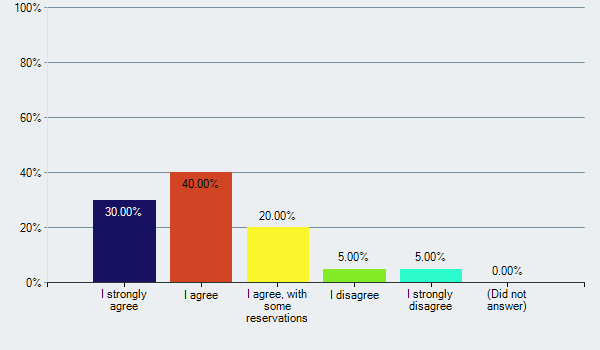 100%
80%
60%
40%
20%
0%
30.00%
40.00%
20.00%
5.00%
5.00%
0.00%
I strongly
agree
I agree
I agree, with
some
reservations
I disagree
I strongly
disagree
(Did not
answer)